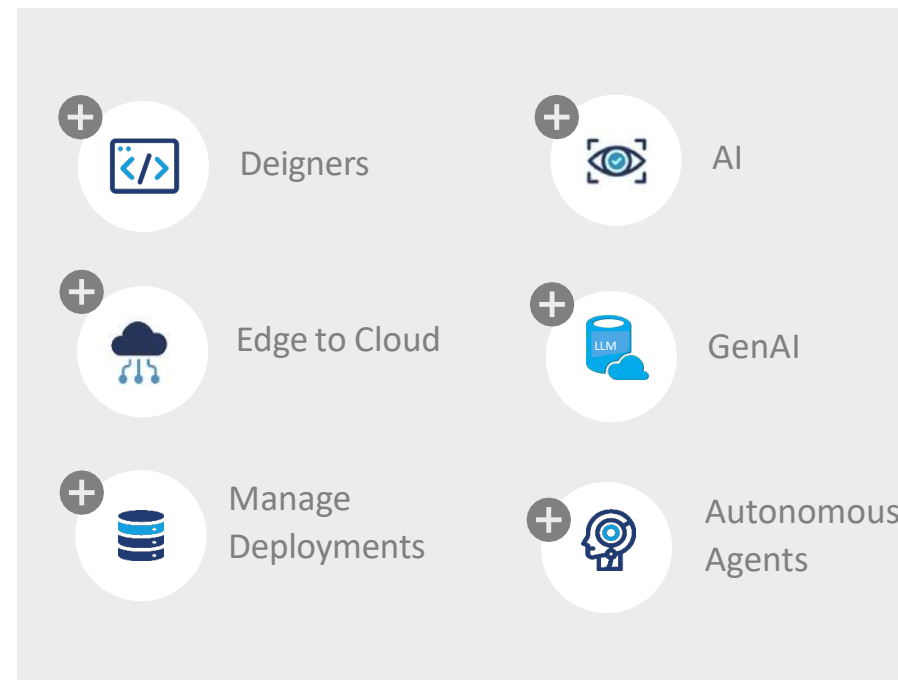 Deigners
AI
Edge to Cloud
LLM
GenAI
Manage
Deployments
Autonomous
Agents